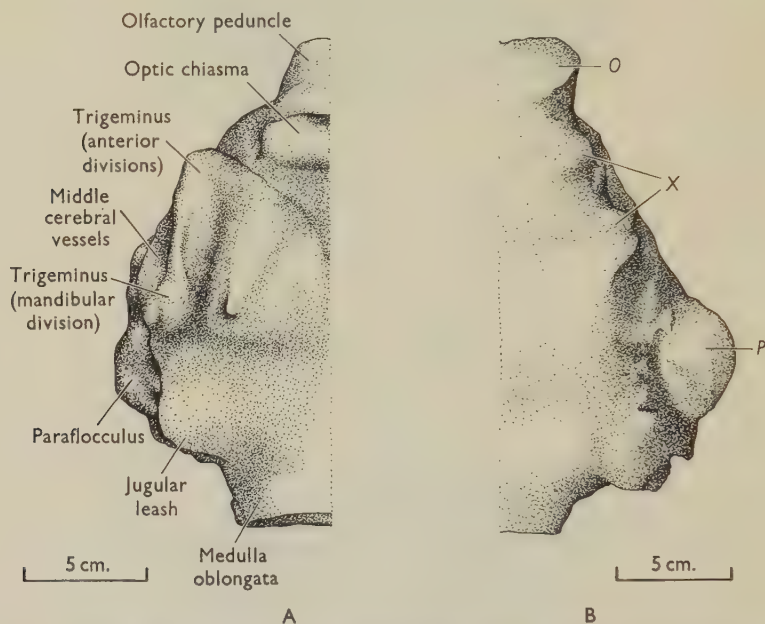 Olfactory peduncle
Optic chiasma
Trigeminus
(anterior
divisions)
Middle
cerebral
vessels
Trigeminus
(mandibular
division)
Paraflocculus
Jugular
leash
Medulla
oblongata
5 cm.
A
O
X
P
5 cm.
B